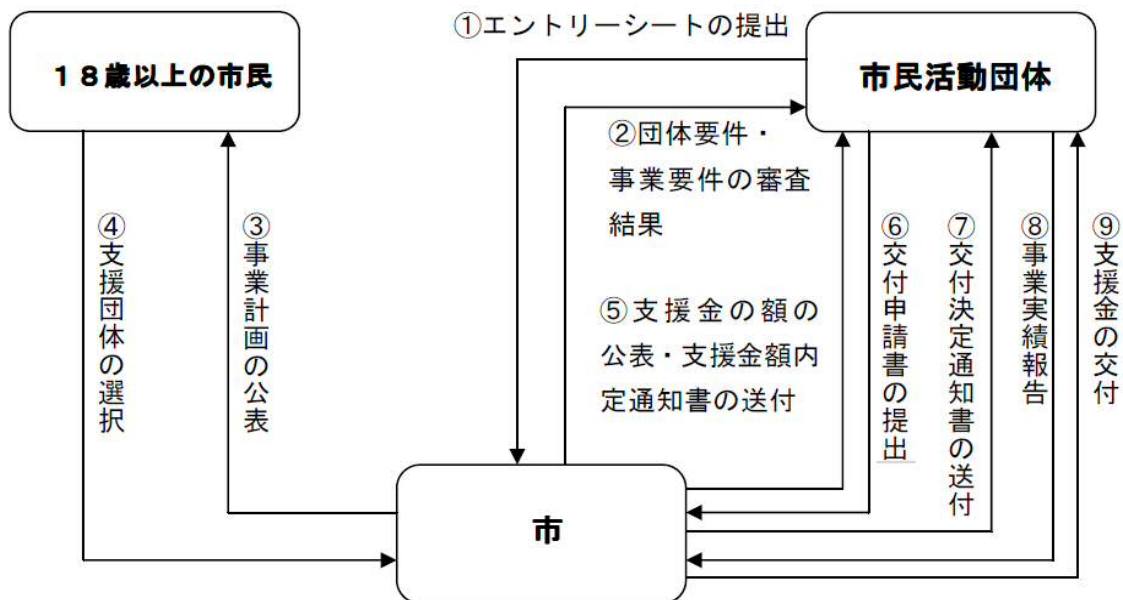 ①エントリーシートの提出
18歳以上の市民
市民活動団体
②団体要件・
事業要件の審査
結果
④支援団体の選択
③事業計画の公表
⑤支援金の額の
公表・支援金額内
定通知書の送付
⑥交付申請書の提出
⑦交付決定通知書の送付
⑧事業実績報告
⑨支援金の交付
市